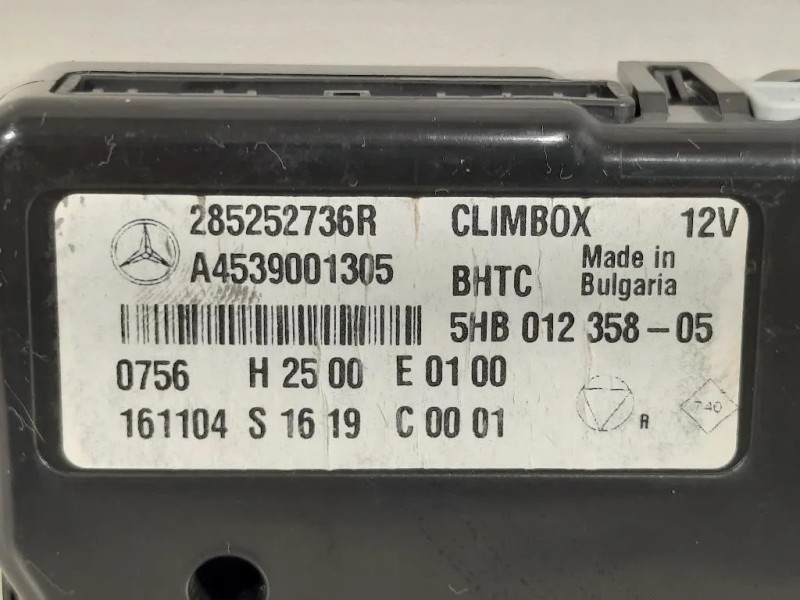 285252736R CLIMBOX 12V
A4539001305 BHTC Made in Bulgaria
5HB 012 358-05
0756 H 25 00 E 01 00
161104 S 16 19 C 00 01
R 740